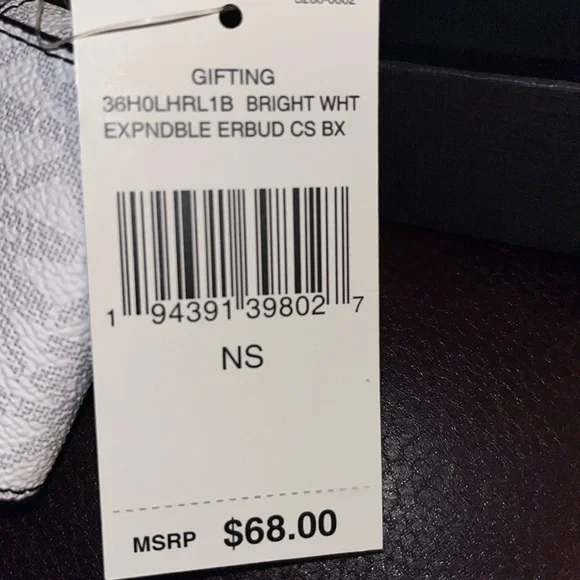 GIFTING
36H0LHRL1B BRIGHT WHT
EXPNDBLE ERBUD CS BX
1 94391 39802 7
NS
MSRP $68.00